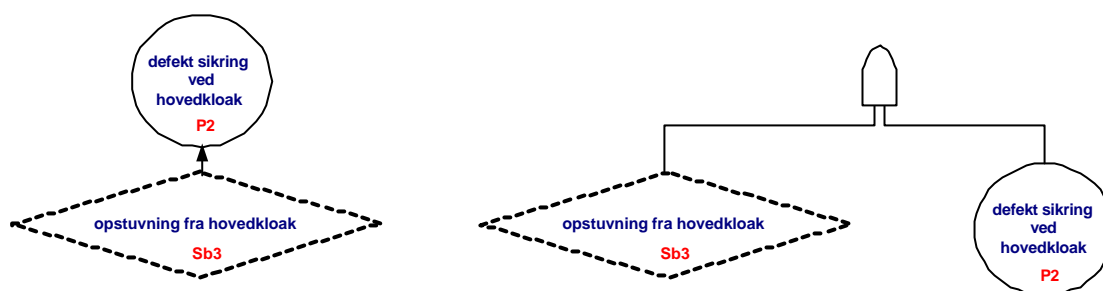 defekt sikring
ved
hovedkloak
P2
opstuvning fra hovedkloak
Sb3
opstuvning fra hovedkloak
Sb3
defekt sikring
ved
hovedkloak
P2